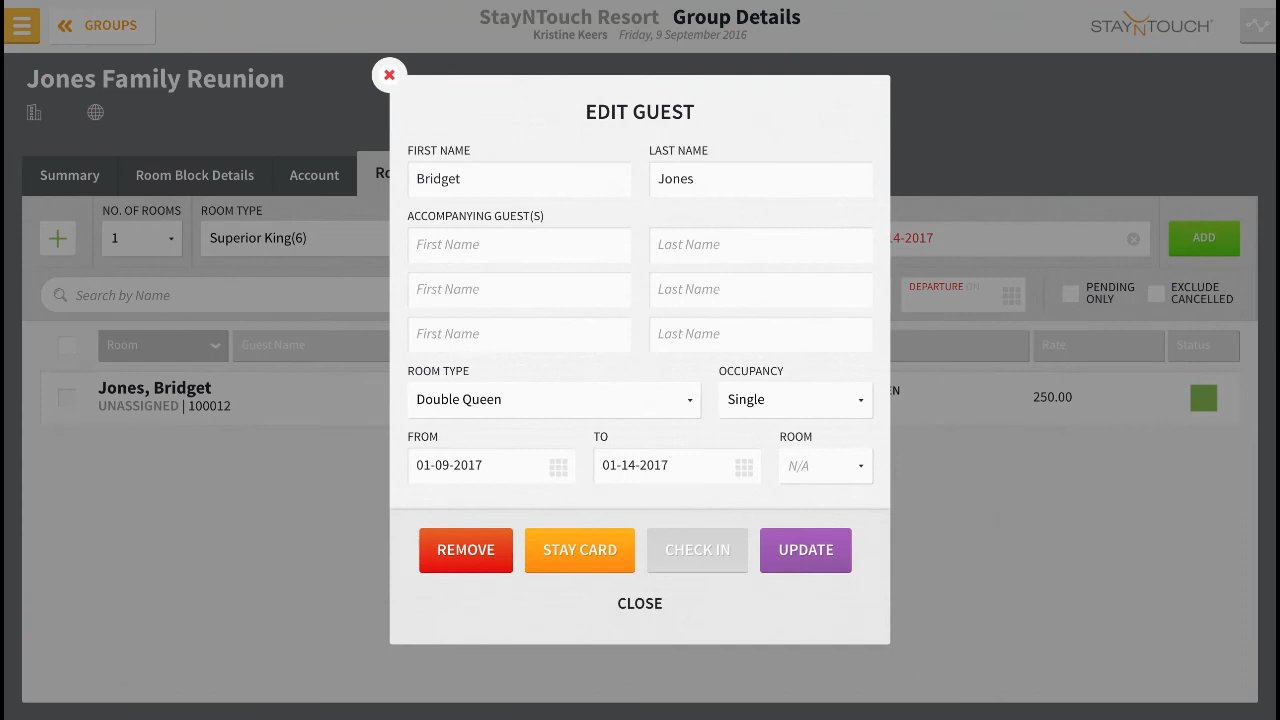 StayNTouch Resort Group Details
GROUPS
Kristine Keers Friday, 9 September 2016
STAYNTOUCH
Jones Family Reunion
EDIT GUEST
FIRST NAME LAST NAME
Bridget Jones
Summary Room Block Details Account
ACCOMPANYING GUEST(S)
NO. OF ROOMS ROOM TYPE
1 Superior King(6) 14-2017 ADD
First Name Last Name
Search by Name
First Name Last Name
DEPARTURE ON
PENDING ONLY
EXCLUDE CANCELLED
First Name Last Name
Room Guest Name Rate Status
ROOM TYPE OCCUPANCY
Double Queen Single
Jones, Bridget
UNASSIGNED | 100012
250.00
FROM TO ROOM
01-09-2017 01-14-2017 N/A
REMOVE STAY CARD CHECK IN UPDATE
CLOSE